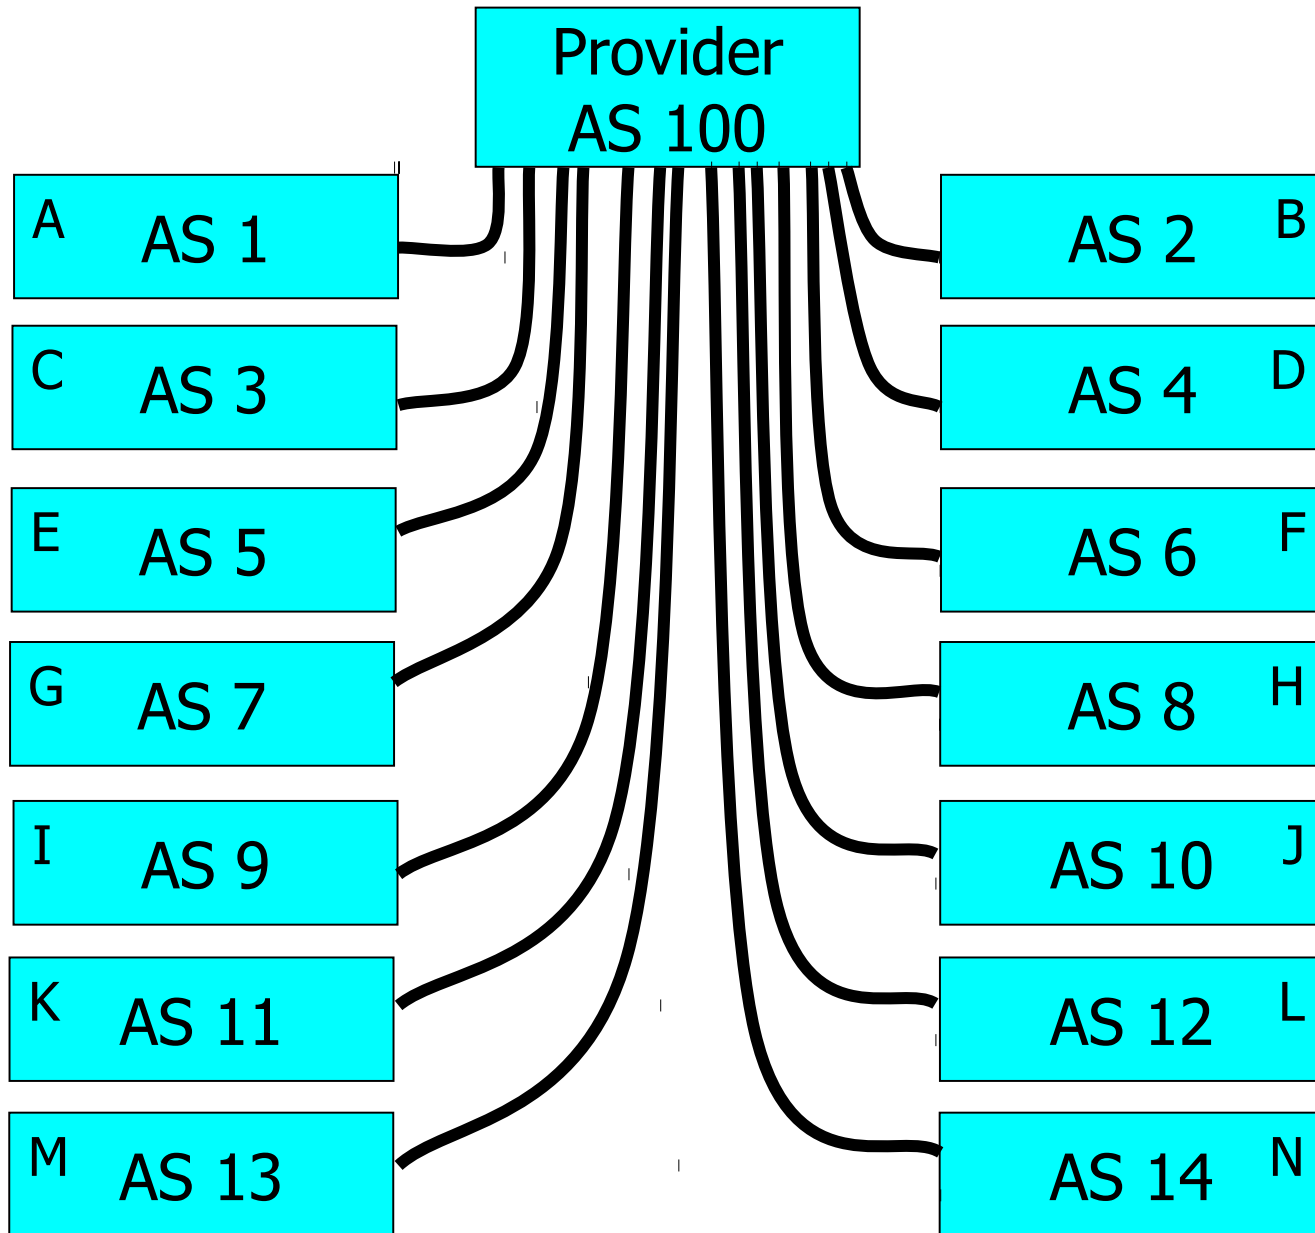 Provider
AS 100
A AS 1
AS 2 B
C AS 3
AS 4 D
E AS 5
AS 6 F
G AS 7
AS 8 H
I AS 9
AS 10 J
K AS 11
AS 12 L
M AS 13
AS 14 N